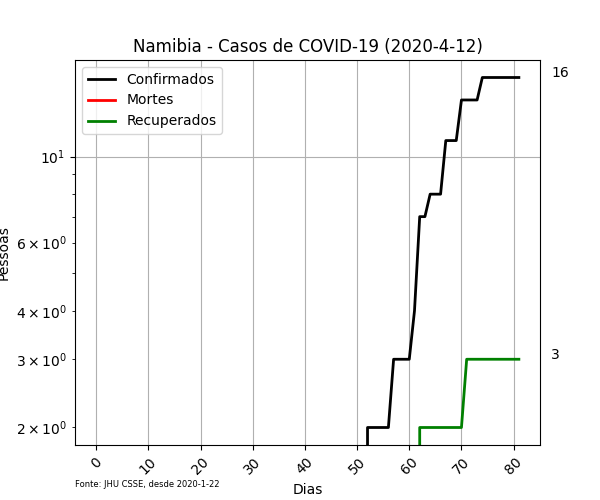 Namibia - Casos de COVID-19 (2020-4-12)
Confirmados
Mortes
Recuperados
16
3
10¹
6 × 10⁰
4 × 10⁰
3 × 10⁰
2 × 10⁰
Pessoas
0 10 20 30 40 50 60 70 80
Dias
Fonte: JHU CSSE, desde 2020-1-22